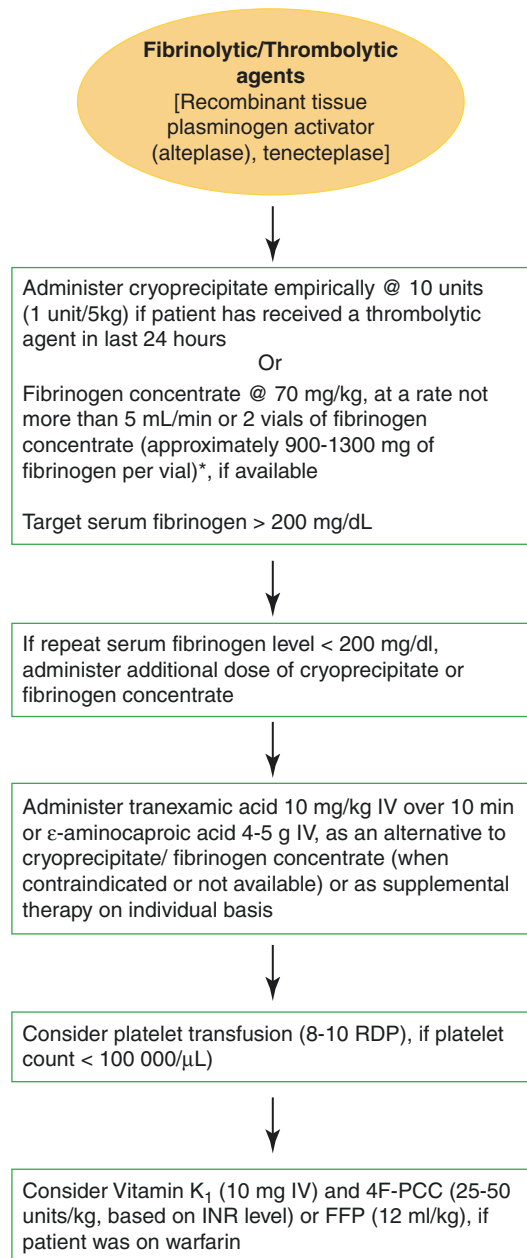 Fibrinolytic/Thrombolytic
agents
[Recombinant tissue
plasminogen activator
(alteplase), tenecteplase]
Administer cryoprecipitate empirically @ 10 units
(1 unit/5kg) if patient has received a thrombolytic
agent in last 24 hours
Or
Fibrinogen concentrate @ 70 mg/kg, at a rate not
more than 5 mL/min or 2 vials of fibrinogen
concentrate (approximately 900-1300 mg of
fibrinogen per vial)*, if available
Target serum fibrinogen > 200 mg/dL
If repeat serum fibrinogen level < 200 mg/dl,
administer additional dose of cryoprecipitate or
fibrinogen concentrate
Administer tranexamic acid 10 mg/kg IV over 10 min
or ε-aminocaproic acid 4-5 g IV, as an alternative to
cryoprecipitate/ fibrinogen concentrate (when
contraindicated or not available) or as supplemental
therapy on individual basis
Consider platelet transfusion (8-10 RDP), if platelet
count < 100 000/μL)
Consider Vitamin K₁ (10 mg IV) and 4F-PCC (25-50
units/kg, based on INR level) or FFP (12 ml/kg), if
patient was on warfarin